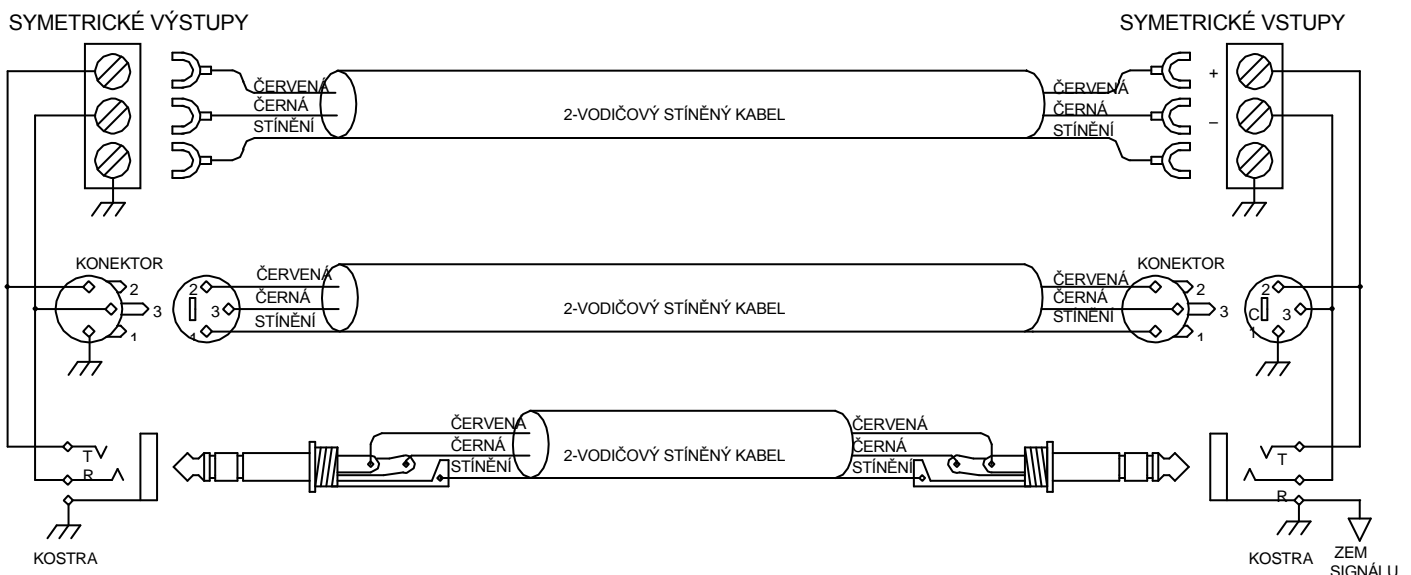 SYMETRICKÉ VÝSTUPY
SYMETRICKÉ VSTUPY
ČERVENÁ
ČERNÁ
STÍNĚNÍ
2-VODIČOVÝ STÍNĚNÝ KABEL
ČERVENÁ
ČERNÁ
STÍNĚNÍ
+
–
KONEKTOR
2
3
1
2
3
1
ČERVENÁ
ČERNÁ
STÍNĚNÍ
2-VODIČOVÝ STÍNĚNÝ KABEL
ČERVENÁ
ČERNÁ
STÍNĚNÍ
KONEKTOR
2
3
1
2
C
3
1
T
R
KOSTRA
ČERVENÁ
ČERNÁ
STÍNĚNÍ
2-VODIČOVÝ STÍNĚNÝ KABEL
ČERVENÁ
ČERNÁ
STÍNĚNÍ
T
R
KOSTRA
ZEM
SIGNÁLU